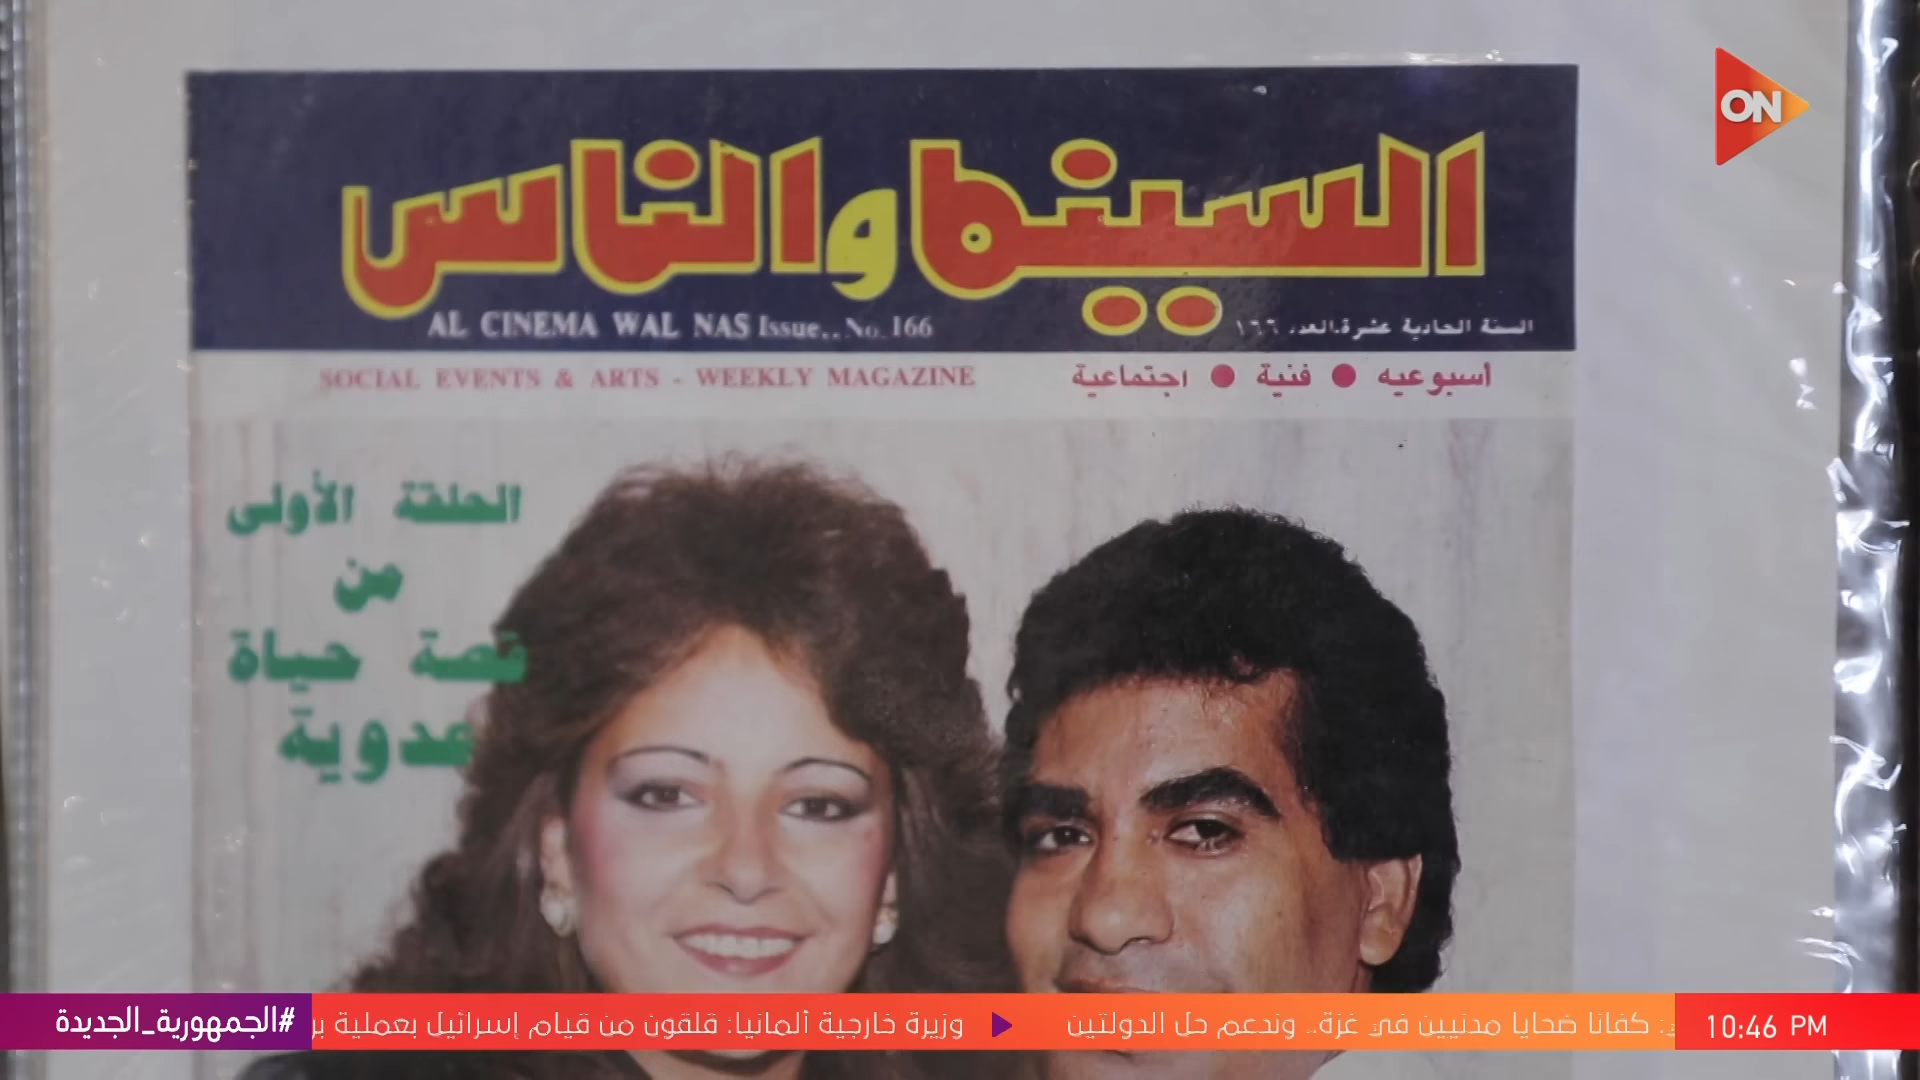 ON
السينما والناس
AL CINEMA WAL NAS Issue.. No. 166
السنة الحادية عشرة.العدد ١٦٦
SOCIAL EVENTS & ARTS - WEEKLY MAGAZINE
أسبوعيه • فنية • اجتماعية
الحلقة الأولى
من
قصة حياة
عدوية
كفانا ضحايا مدنيين في غزة.. وندعم حل الدولتين
وزيرة خارجية ألمانيا: قلقون من قيام إسرائيل بعملية
#الجمهورية_الجديدة
10:46 PM